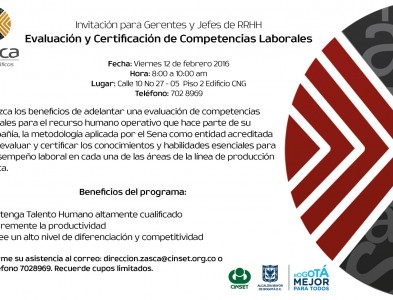 Invitación para Gerentes y Jefes de RRHH
Evaluación y Certificación de Competencias Laborales
Fecha: Viernes 12 de febrero 2016
Hora: 8:00 a 10:00 am
Lugar: Calle 10 No 27 - 05 Piso 2 Edificio CNG
Teléfono: 702 8969
los beneficios de adelantar una evaluación de competencias
para el recurso humano operativo que hace parte de su
la metodología aplicada por el Sena como entidad acreditada
evaluar y certificar los conocimientos y habilidades esenciales para
laboral en cada una de las áreas de la línea de producción
Beneficios del programa:
Talento Humano altamente cualificado
la productividad
un alto nivel de diferenciación y competitividad
su asistencia al correo: direccion.zasca@cinset.org.co o
7028969. Recuerde cupos limitados.
CINSET
ALCALDÍA MAYOR
DE BOGOTÁ D.C.
BOGOTÁ
MEJOR
PARA TODOS